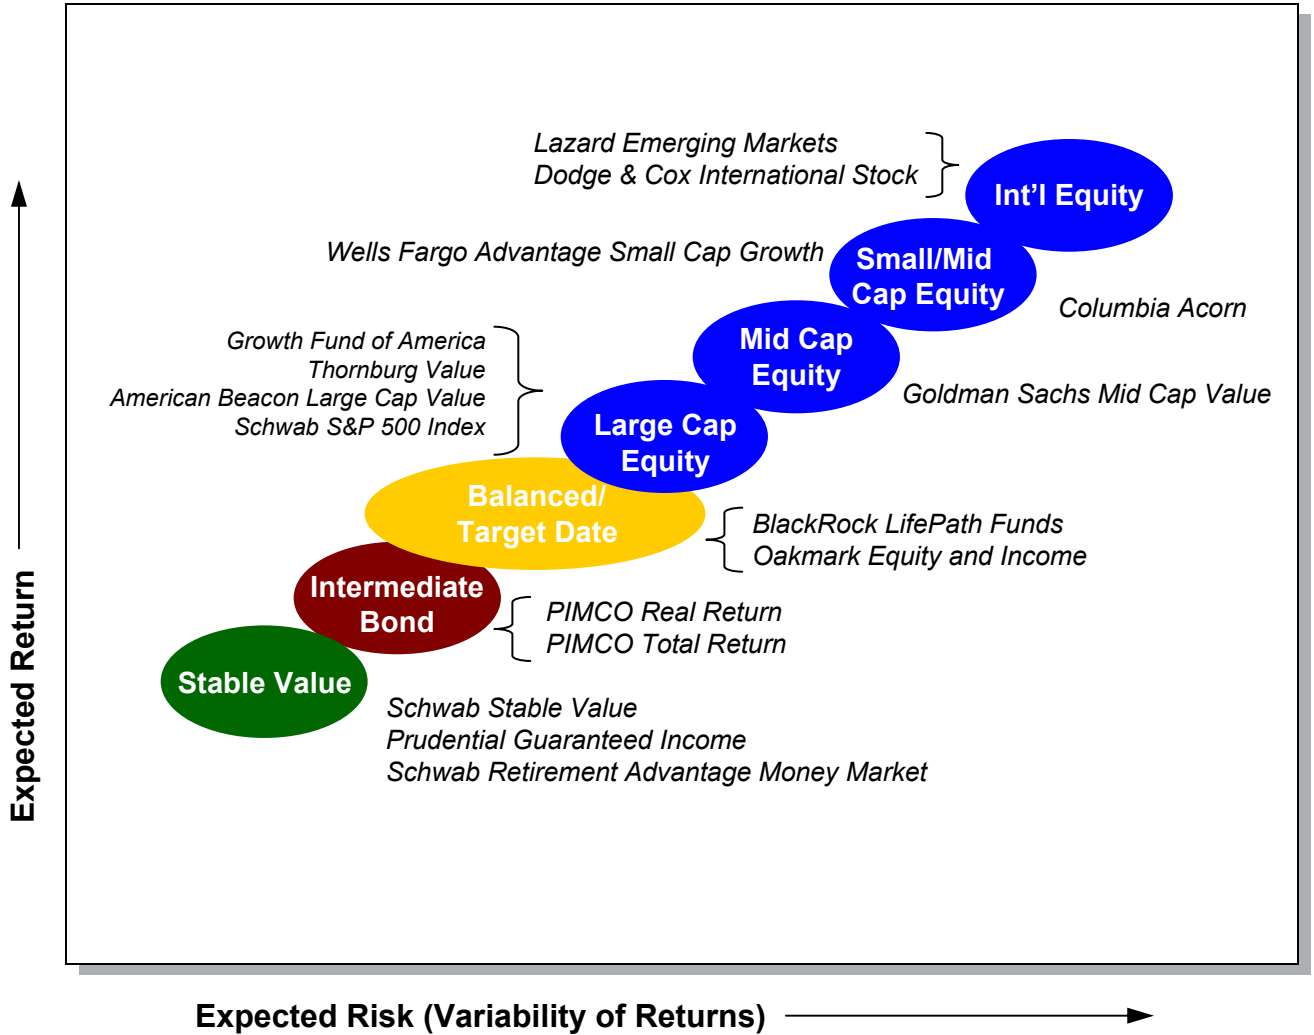 Lazard Emerging Markets
Dodge & Cox International Stock
Int'l Equity
Wells Fargo Advantage Small Cap Growth
Small/Mid
Cap Equity
Columbia Acorn
Growth Fund of America
Thornburg Value
American Beacon Large Cap Value
Schwab S&P 500 Index
Mid Cap
Equity
Goldman Sachs Mid Cap Value
Large Cap
Equity
Balanced/
Target Date
BlackRock LifePath Funds
Oakmark Equity and Income
Intermediate
Bond
PIMCO Real Return
PIMCO Total Return
Stable Value
Schwab Stable Value
Prudential Guaranteed Income
Schwab Retirement Advantage Money Market
Expected Return
Expected Risk (Variability of Returns)